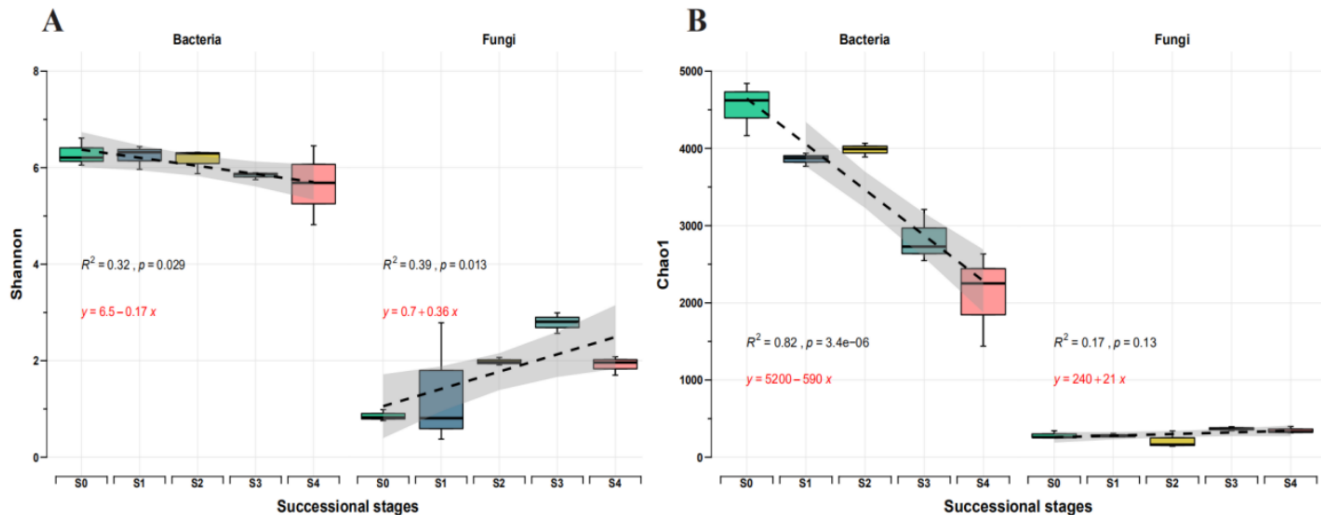 A
Bacteria
Fungi
Shannon
8
6
4
2
0
R² = 0.32 , p = 0.029
y = 6.5 – 0.17 x
R² = 0.39 , p = 0.013
y = 0.7 + 0.36 x
S0 S1 S2 S3 S4
S0 S1 S2 S3 S4
Successional stages
B
Bacteria
Fungi
Chao1
5000
4000
3000
2000
1000
0
R² = 0.82 , p = 3.4e−06
y = 5200 – 590 x
R² = 0.17 , p = 0.13
y = 240 + 21 x
S0 S1 S2 S3 S4
S0 S1 S2 S3 S4
Successional stages